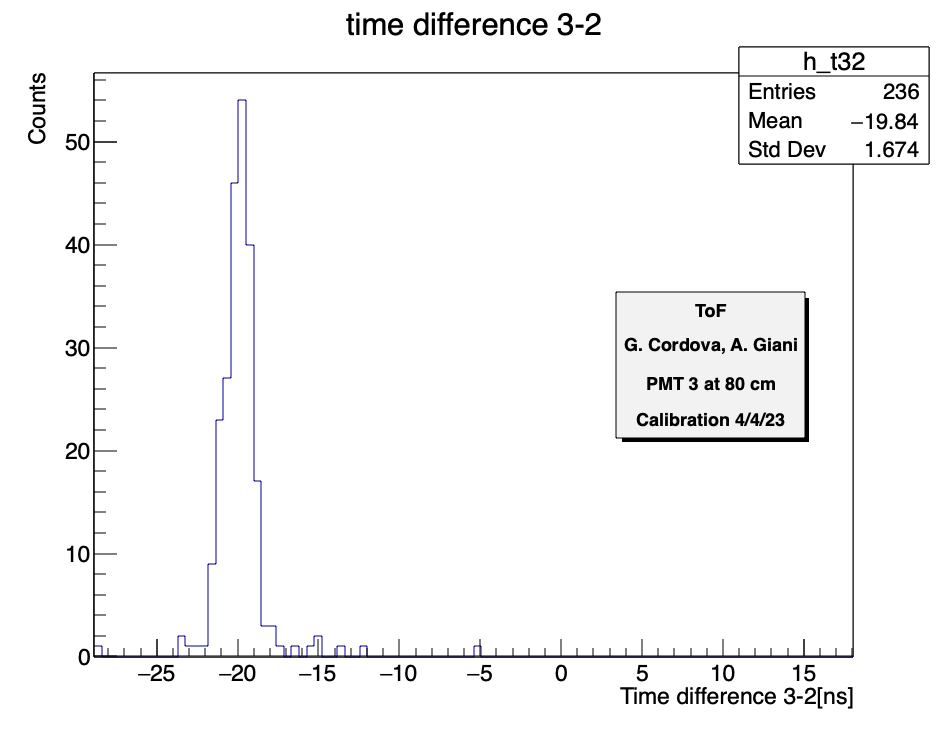 time difference 3-2
h_t32
Entries 236
Mean −19.84
Std Dev 1.674
Counts
50
40
30
20
10
0
ToF
G. Cordova, A. Giani
PMT 3 at 80 cm
Calibration 4/4/23
−25 −20 −15 −10 −5 0 5 10 15
Time difference 3-2[ns]